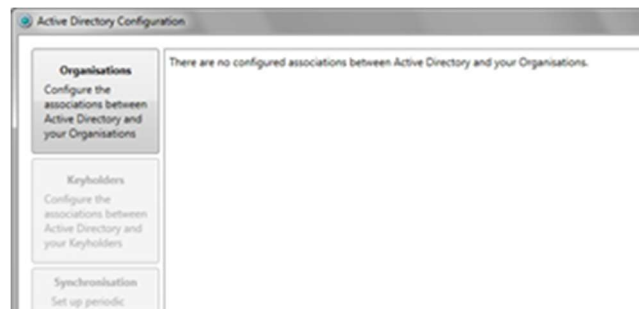 Active Directory Configuration
Organisations
Configure the
associations between
Active Directory and
your Organisations
There are no configured associations between Active Directory and your Organisations.
Keyholders
Configure the
associations between
Active Directory and
your Keyholders
Synchronisation
Set up periodic